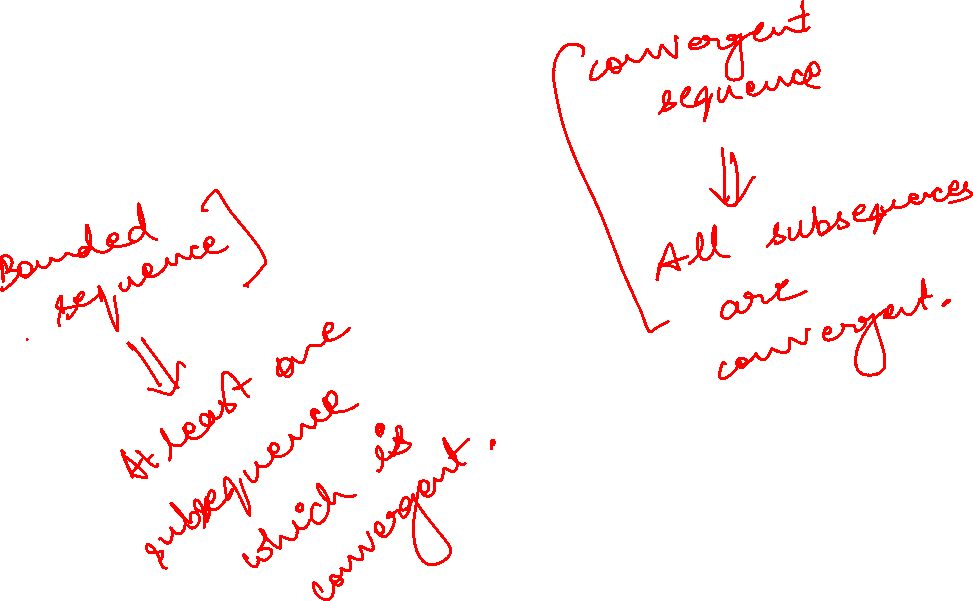 convergent
sequence
⇓
All subsequences
are
convergent.
Bounded
sequence
⇓
At least one
subsequence
which is
convergent.